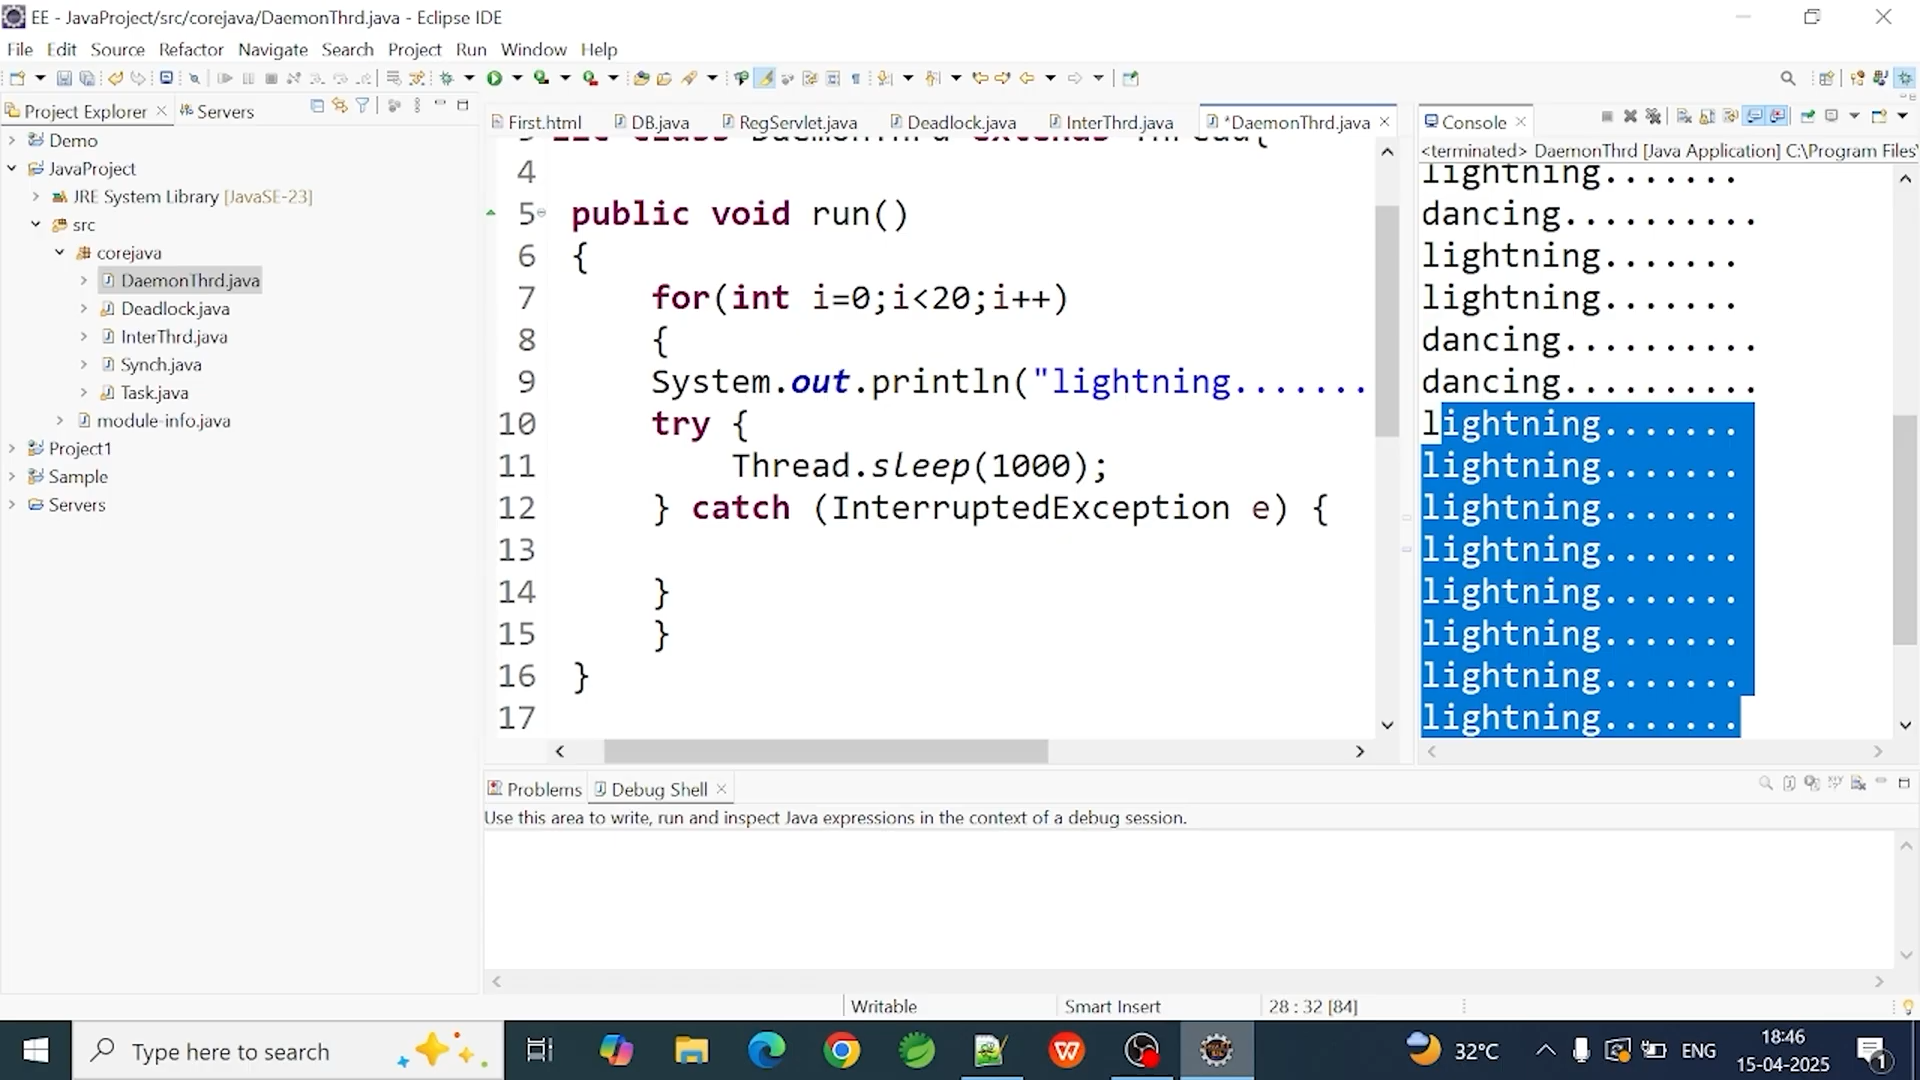 EE - JavaProject/src/corejava/DaemonThrd.java - Eclipse IDE
File Edit Source Refactor Navigate Search Project Run Window Help
Project Explorer Servers
Demo
JavaProject
JRE System Library [JavaSE-23]
src
corejava
DaemonThrd.java
Deadlock.java
InterThrd.java
Synch.java
Task.java
module-info.java
Project1
Sample
Servers
First.html DB.java RegServlet.java Deadlock.java InterThrd.java *DaemonThrd.java
4
5 public void run()
6 {
7 for(int i=0;i<20;i++)
8 {
9 System.out.println("lightning.......
10 try {
11 Thread.sleep(1000);
12 } catch (InterruptedException e) {
13
14 }
15 }
16 }
17
Console
<terminated> DaemonThrd [Java Application] C:\Program Files\
lightning.......
dancing..........
lightning.......
lightning.......
dancing..........
dancing..........
lightning.......
lightning.......
lightning.......
lightning.......
lightning.......
lightning.......
lightning.......
lightning.......
Problems Debug Shell
Use this area to write, run and inspect Java expressions in the context of a debug session.
Writable Smart Insert 28 : 32 [84]
Type here to search
32°C
ENG
18:46
15-04-2025
1